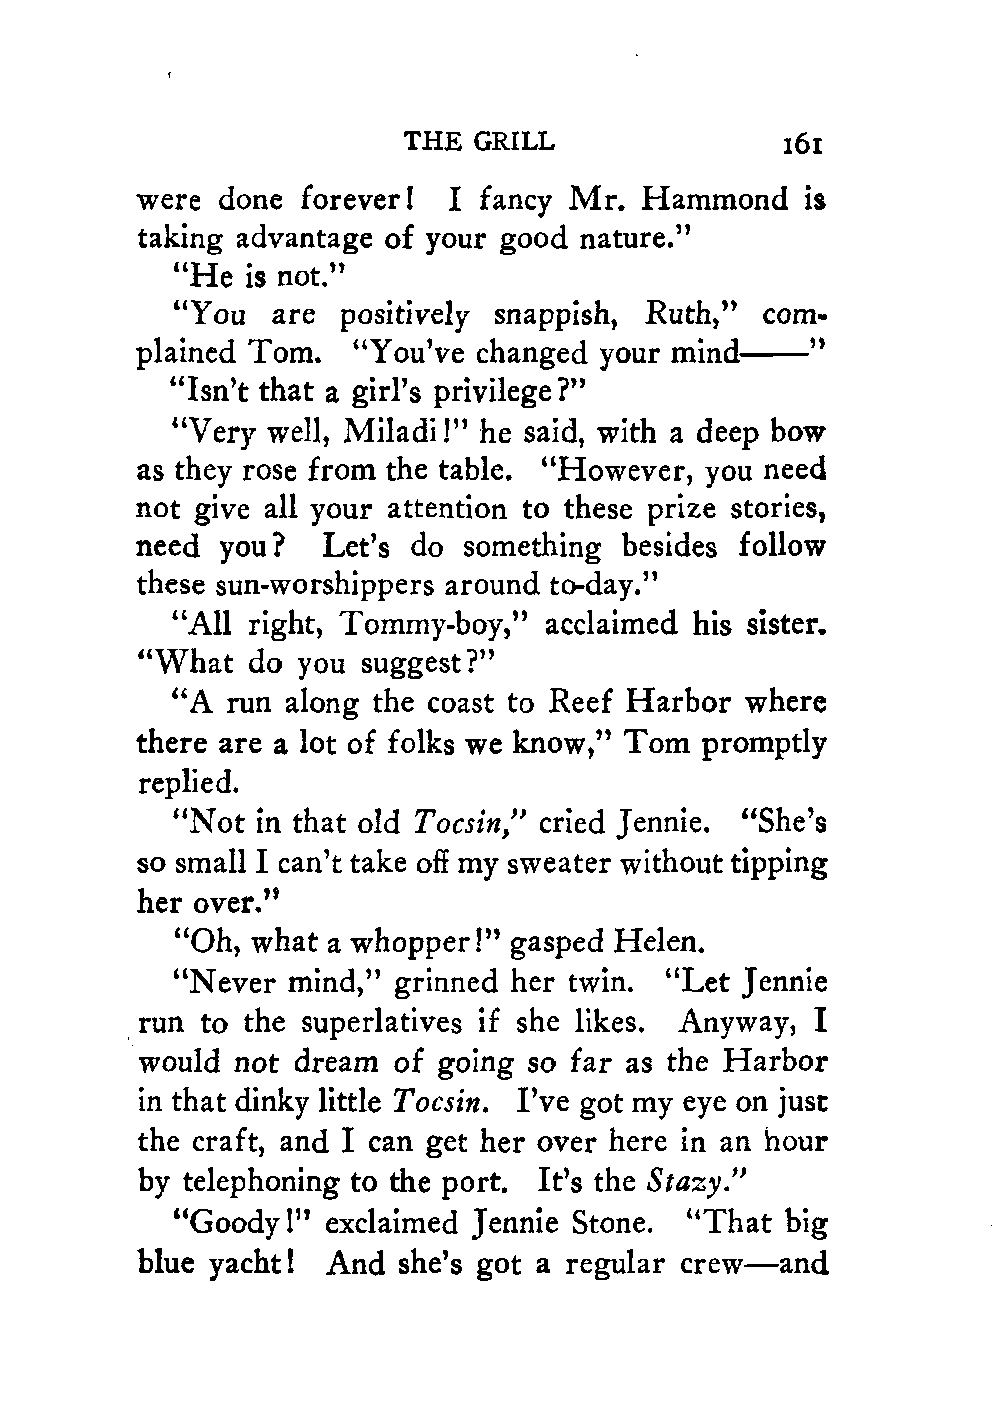 THE GRILL 161
were done forever! I fancy Mr. Hammond is
taking advantage of your good nature."
"He is not."
"You are positively snappish, Ruth," com-
plained Tom. "You've changed your mind——"
"Isn't that a girl's privilege?"
"Very well, Miladi!" he said, with a deep bow
as they rose from the table. "However, you need
not give all your attention to these prize stories,
need you? Let's do something besides follow
these sun-worshippers around to-day."
"All right, Tommy-boy," acclaimed his sister.
"What do you suggest?"
"A run along the coast to Reef Harbor where
there are a lot of folks we know," Tom promptly
replied.
"Not in that old Tocsin," cried Jennie. "She's
so small I can't take off my sweater without tipping
her over."
"Oh, what a whopper!" gasped Helen.
"Never mind," grinned her twin. "Let Jennie
run to the superlatives if she likes. Anyway, I
would not dream of going so far as the Harbor
in that dinky little Tocsin. I've got my eye on just
the craft, and I can get her over here in an hour
by telephoning to the port. It's the Stazy."
"Goody!" exclaimed Jennie Stone. "That big
blue yacht! And she's got a regular crew—and